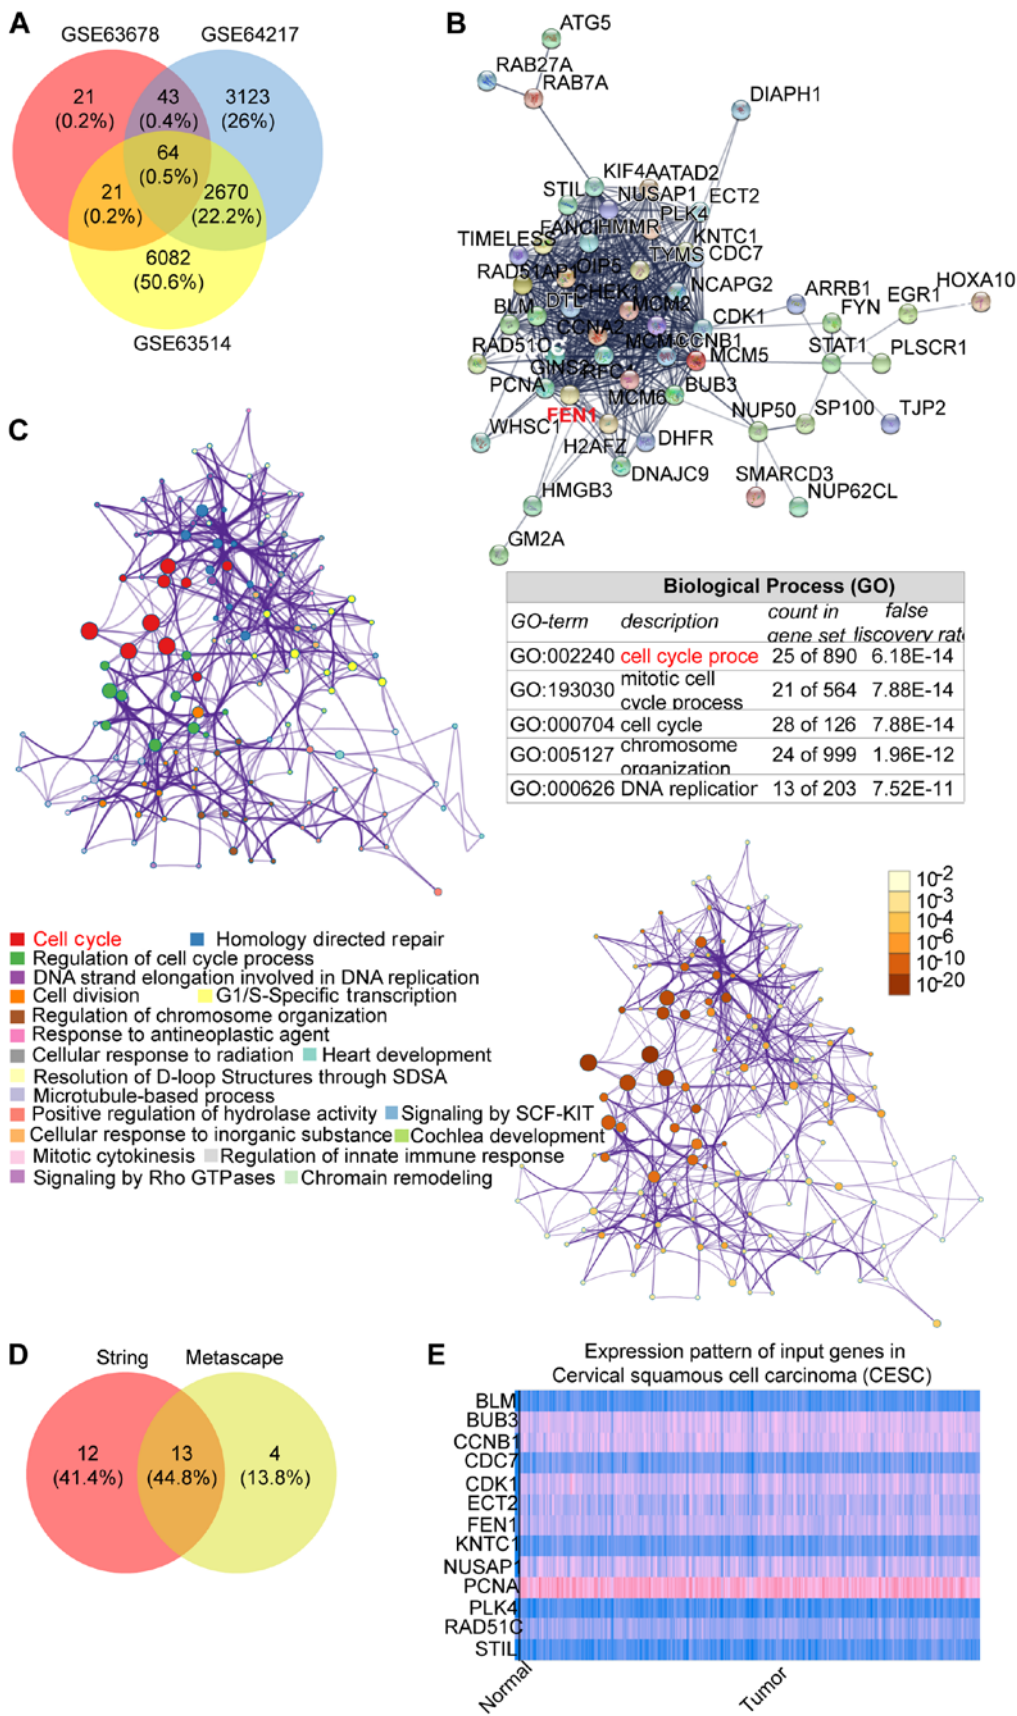 A
GSE63678 GSE64217
21
(0.2%)
43
(0.4%)
3123
(26%)
64
(0.5%)
21
(0.2%)
2670
(22.2%)
6082
(50.6%)
GSE63514
B
ATG5
RAB27A
RAB7A
DIAPH1
KIF4A ATAD2
STIL
NUSAP1 ECT2
PLK4
FANCI HMMR
KNTC1
TIMELESS
TYMS CDC7
RAD51AP1 OIP5
NCAPG2
CHEK1
DTL
MCM2
BLM
CDK1
CCNA2
CCNB1
RAD51C
MCM5
GINS2 RFC
PCNA
MCM6 BUB3
FEN1
WHSC1
H2AFZ DHFR
DNAJC9
HMGB3
GM2A
ARRB1
FYN
EGR1
HOXA10
STAT1
PLSCR1
NUP50
SP100
TJP2
SMARCD3
NUP62CL
Biological Process (GO)
GO-term description count in gene set false liscovery rate
GO:002240 cell cycle proce 25 of 890 6.18E-14
GO:193030 mitotic cell cycle process 21 of 564 7.88E-14
GO:000704 cell cycle 28 of 126 7.88E-14
GO:005127 chromosome organization 24 of 999 1.96E-12
GO:000626 DNA replicatior 13 of 203 7.52E-11
C
10-2
10-3
10-4
10-6
10-10
10-20
Cell cycle Homology directed repair
Regulation of cell cycle process
DNA strand elongation involved in DNA replication
Cell division G1/S-Specific transcription
Regulation of chromosome organization
Response to antineoplastic agent
Cellular response to radiation Heart development
Resolution of D-loop Structures through SDSA
Microtubule-based process
Positive regulation of hydrolase activity Signaling by SCF-KIT
Cellular response to inorganic substance Cochlea development
Mitotic cytokinesis Regulation of innate immune response
Signaling by Rho GTPases Chromain remodeling
D
String Metascape
12
(41.4%)
13
(44.8%)
4
(13.8%)
E
Expression pattern of input genes in
Cervical squamous cell carcinoma (CESC)
BLM
BUB3
CCNB1
CDC7
CDK1
ECT2
FEN1
KNTC1
NUSAP1
PCNA
PLK4
RAD51C
STIL
Normal
Tumor